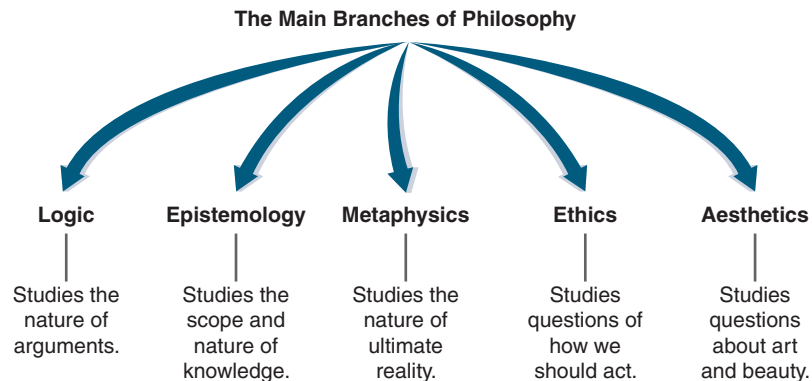 The Main Branches of Philosophy
Logic
Studies the
nature of
arguments.
Epistemology
Studies the
scope and
nature of
knowledge.
Metaphysics
Studies the
nature of
ultimate
reality.
Ethics
Studies
questions of
how we
should act.
Aesthetics
Studies
questions
about art
and beauty.